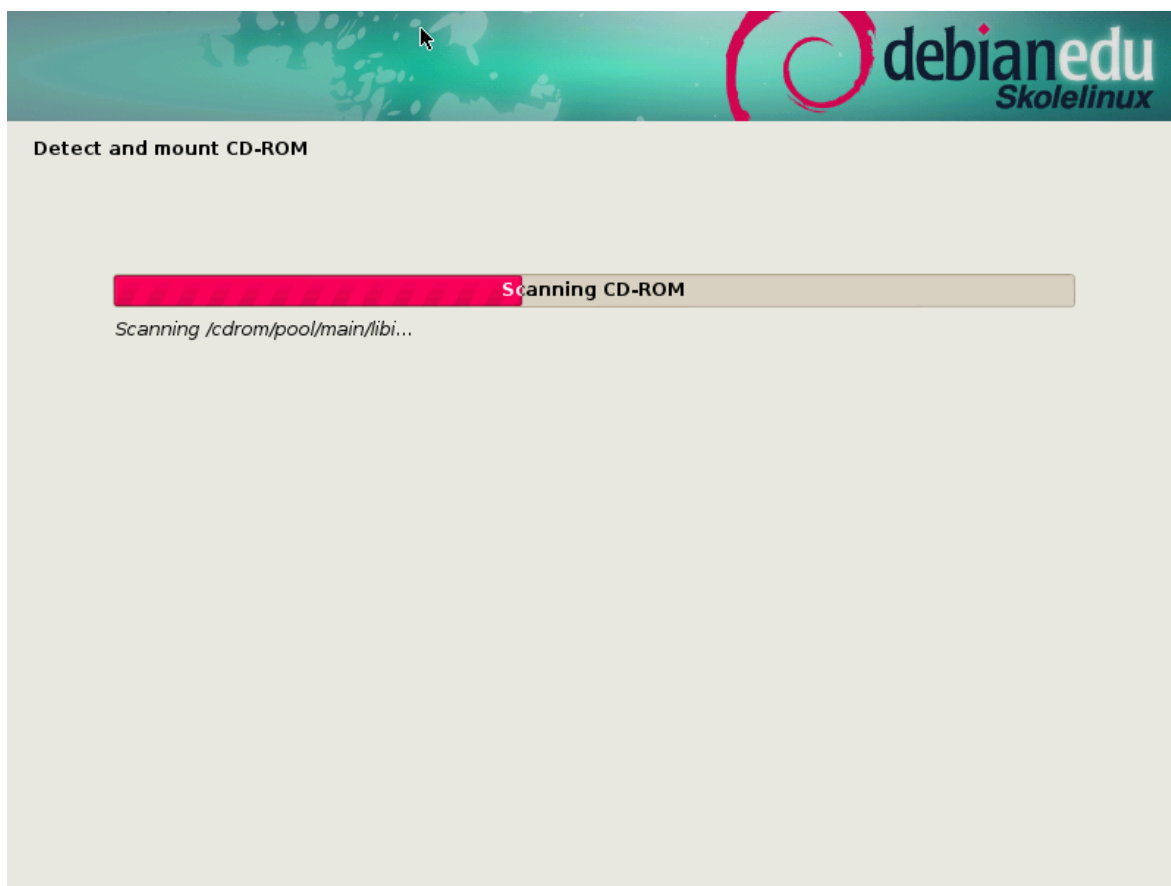 debianedu
Skolelinux
Detect and mount CD-ROM
Scanning CD-ROM
Scanning /cdrom/pool/main/libi...